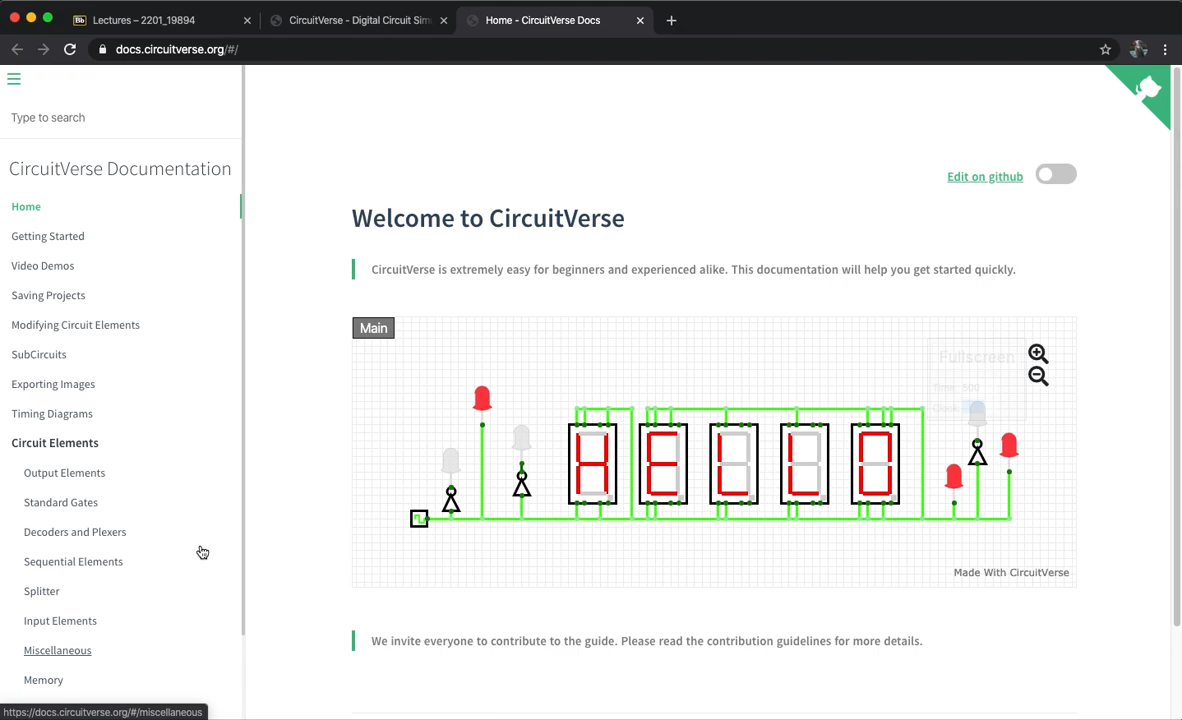 Lectures – 2201_19894
CircuitVerse - Digital Circuit Sim
Home - CircuitVerse Docs
docs.circuitverse.org/#/
Type to search
CircuitVerse Documentation
Home
Getting Started
Video Demos
Saving Projects
Modifying Circuit Elements
SubCircuits
Exporting Images
Timing Diagrams
Circuit Elements
Output Elements
Standard Gates
Decoders and Plexers
Sequential Elements
Splitter
Input Elements
Miscellaneous
Memory
https://docs.circuitverse.org/#/miscellaneous
Edit on github
Welcome to CircuitVerse
CircuitVerse is extremely easy for beginners and experienced alike. This documentation will help you get started quickly.
Main
Fullscreen
Time: 500
Clock:
HELLO
Made With CircuitVerse
We invite everyone to contribute to the guide. Please read the contribution guidelines for more details.